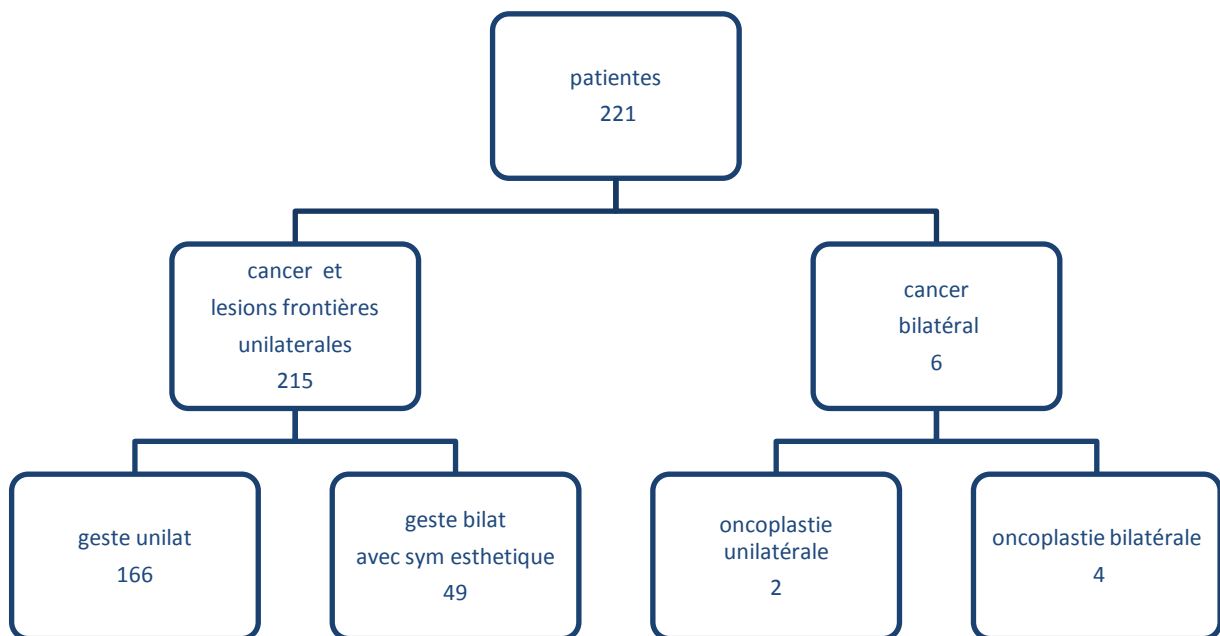 patientes
221
cancer et
lesions frontières
unilaterales
215
cancer
bilatéral
6
geste unilat
166
geste bilat
avec sym esthetique
49
oncoplastie
unilatérale
2
oncoplastie bilatérale
4